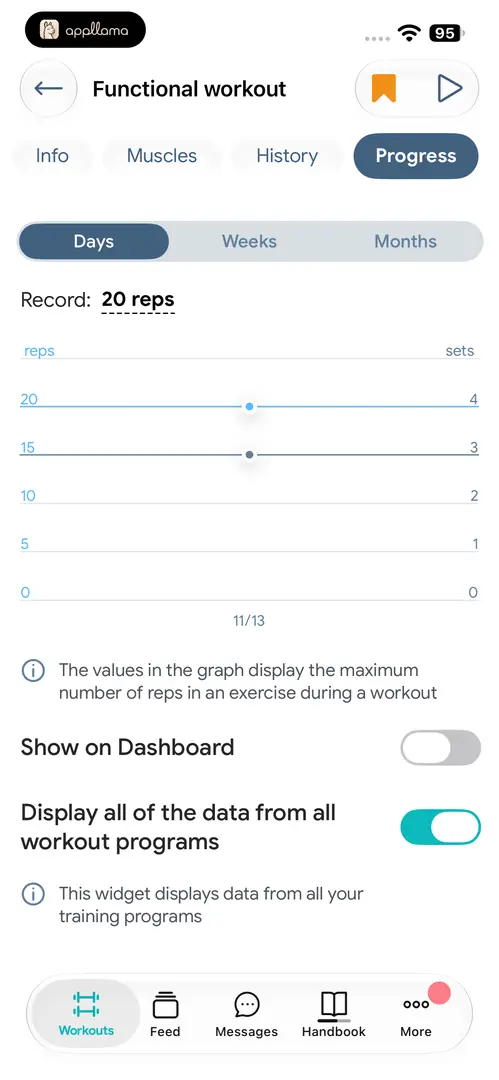 appllama
95
Functional workout
Info
Muscles
History
Progress
Days
Weeks
Months
Record: 20 reps
reps
sets
20
4
15
3
10
2
5
1
0
0
11/13
The values in the graph display the maximum
number of reps in an exercise during a workout
Show on Dashboard
Display all of the data from all
workout programs
This widget displays data from all your
training programs
Workouts
Feed
Messages
Handbook
More